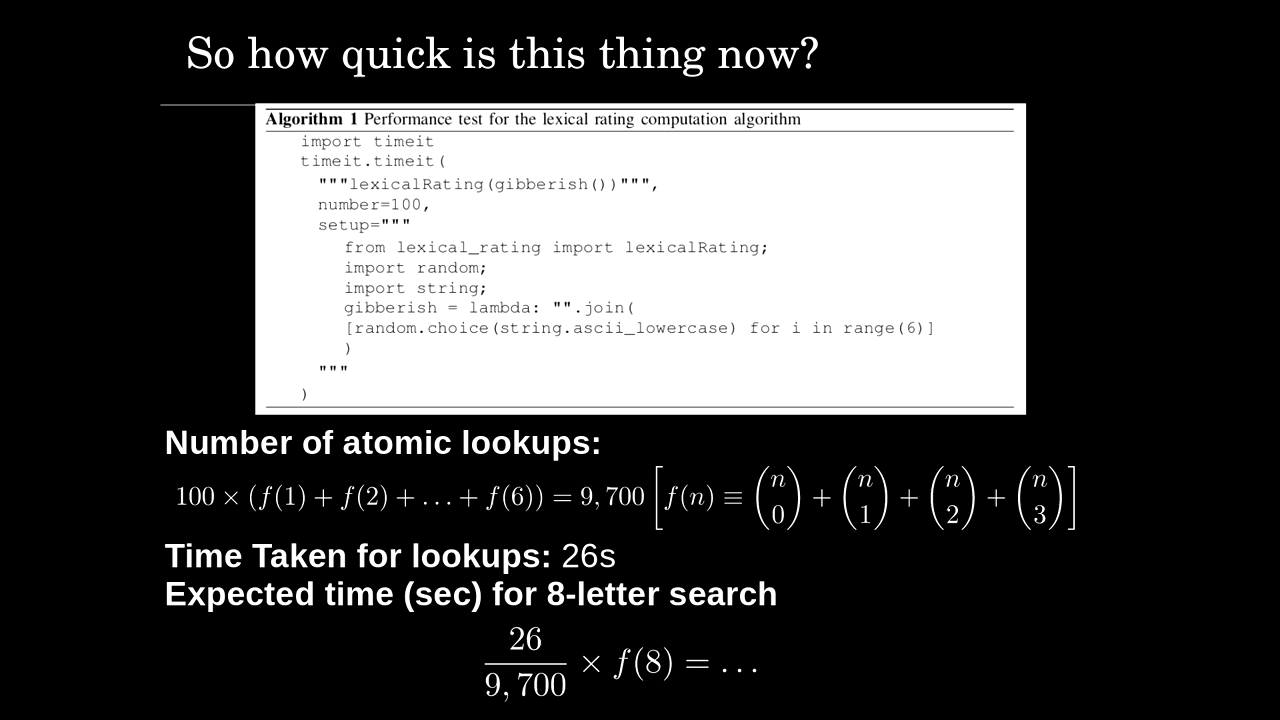 So how quick is this thing now?
Algorithm 1 Performance test for the lexical rating computation algorithm
import timeit
timeit.timeit(
"""lexicalRating(gibberish())""",
number=100,
setup="""
from lexical_rating import lexicalRating;
import random;
import string;
gibberish = lambda: "".join(
[random.choice(string.ascii_lowercase) for i in range(6)]
)
"""
)
Number of atomic lookups:
100 × (f(1) + f(2) + ... + f(6)) = 9,700 [f(n) ≡ (n 0) + (n 1) + (n 2) + (n 3)]
Time Taken for lookups: 26s
Expected time (sec) for 8-letter search
26/9,700 × f(8) = ...